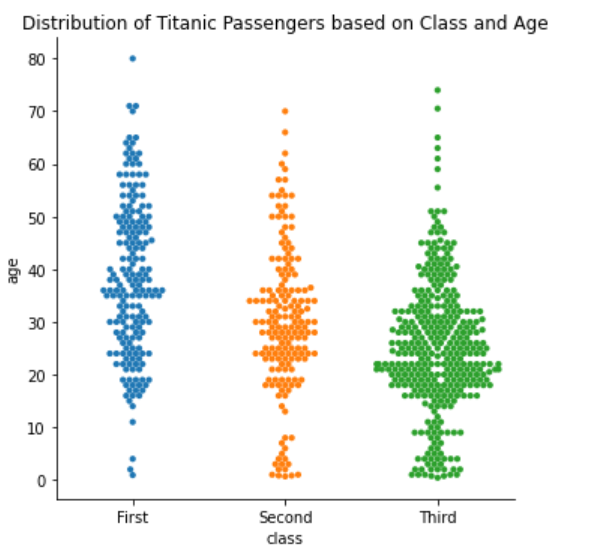 Distribution of Titanic Passengers based on Class and Age
80
70
60
50
40
30
20
10
0
age
First Second Third
class